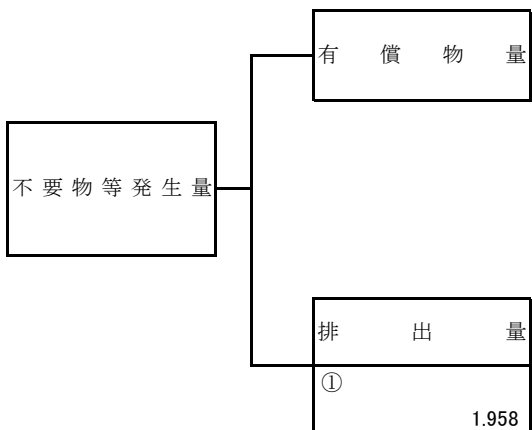 有償物量
不要物等発生量
排出量
①
1.958